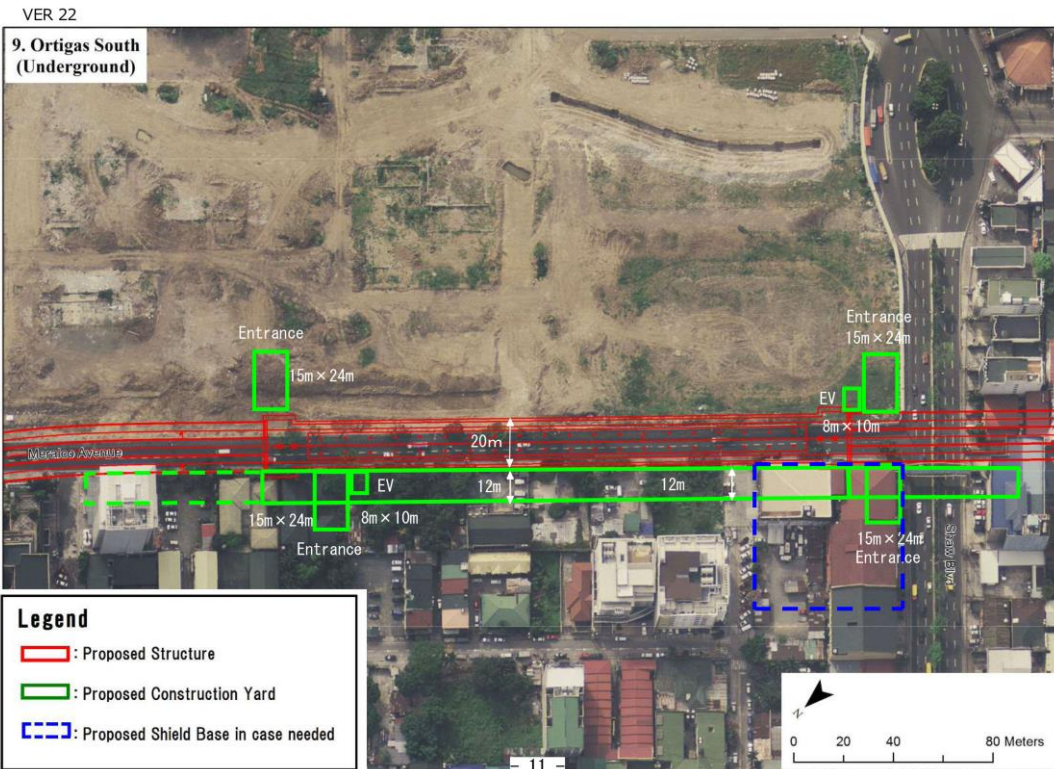 VER 22
9. Ortigas South
(Underground)
Entrance
15m×24m
Entrance
15m×24m
EV
8m×10m
20m
Meralco Avenue
12m
12m
EV
15m×24m
8m×10m
Entrance
15m×24m
Entrance
Shaw Blvd
Legend
: Proposed Structure
: Proposed Construction Yard
: Proposed Shield Base in case needed
N
0 20 40 80 Meters
- 11 -